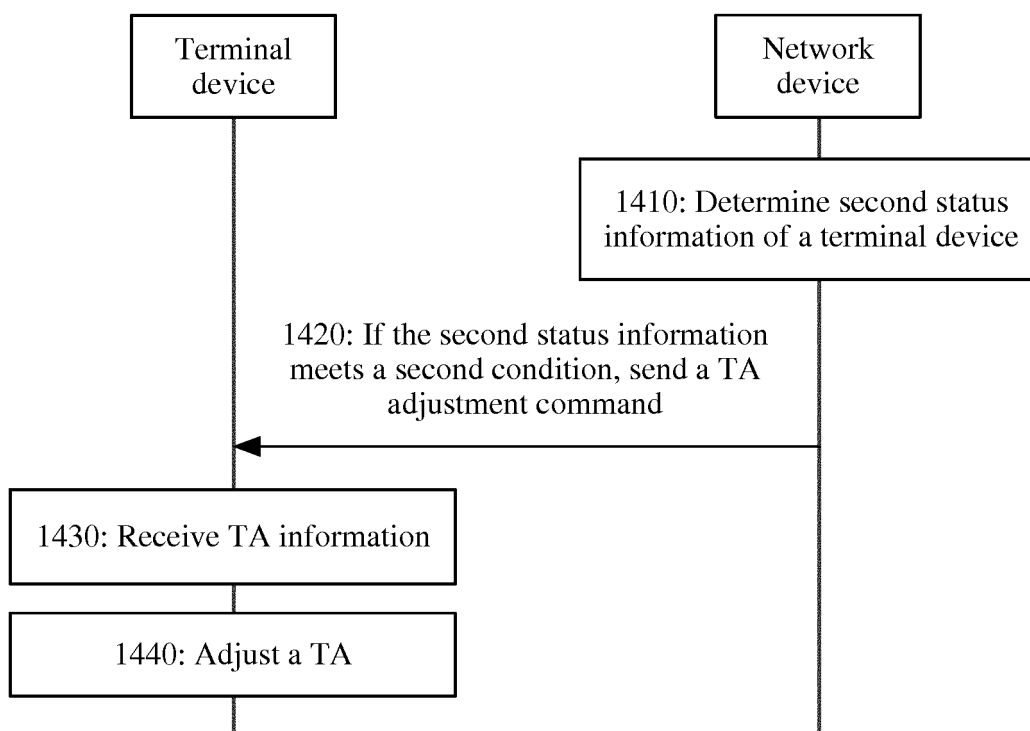 Terminal
device
Network
device
1410: Determine second status
information of a terminal device
1420: If the second status information
meets a second condition, send a TA
adjustment command
1430: Receive TA information
1440: Adjust a TA